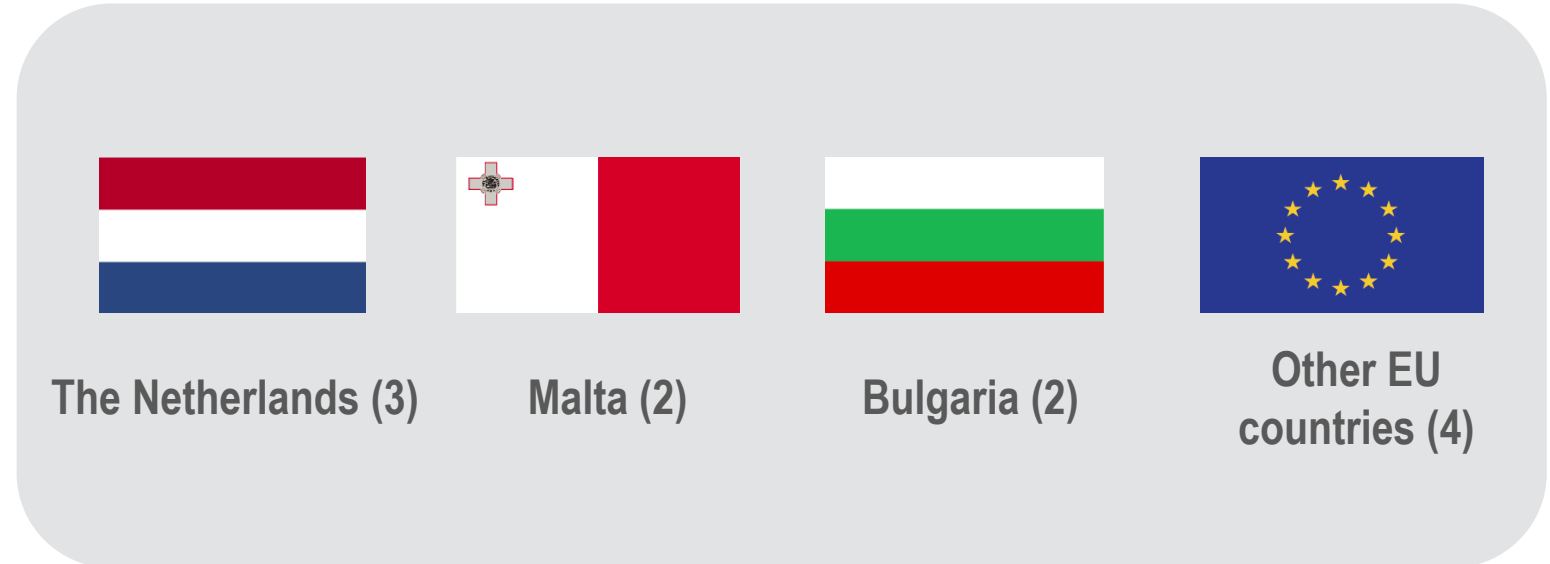 The Netherlands (3)
Malta (2)
Bulgaria (2)
Other EU
countries (4)